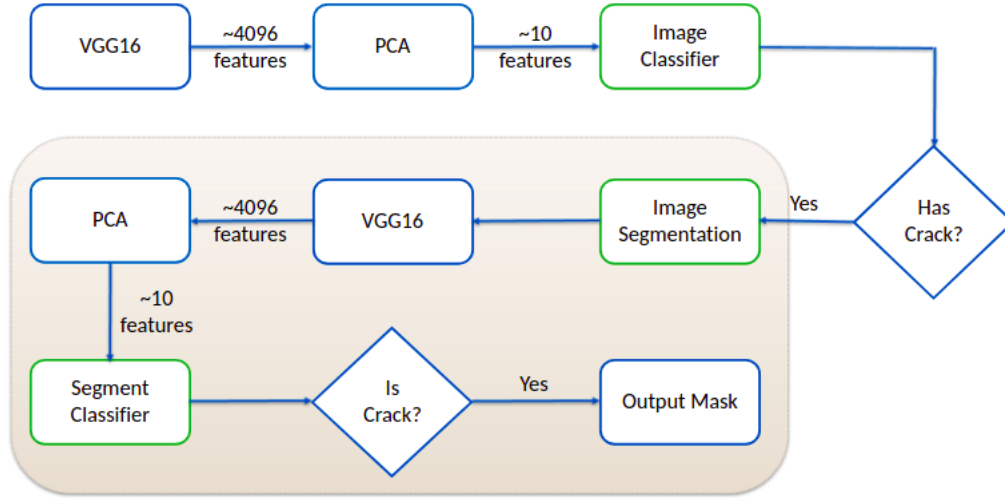 VGG16
~4096
features
PCA
~10
features
Image
Classifier
Has
Crack?
Yes
Image
Segmentation
VGG16
~4096
features
PCA
~10
features
Segment
Classifier
Is
Crack?
Yes
Output Mask